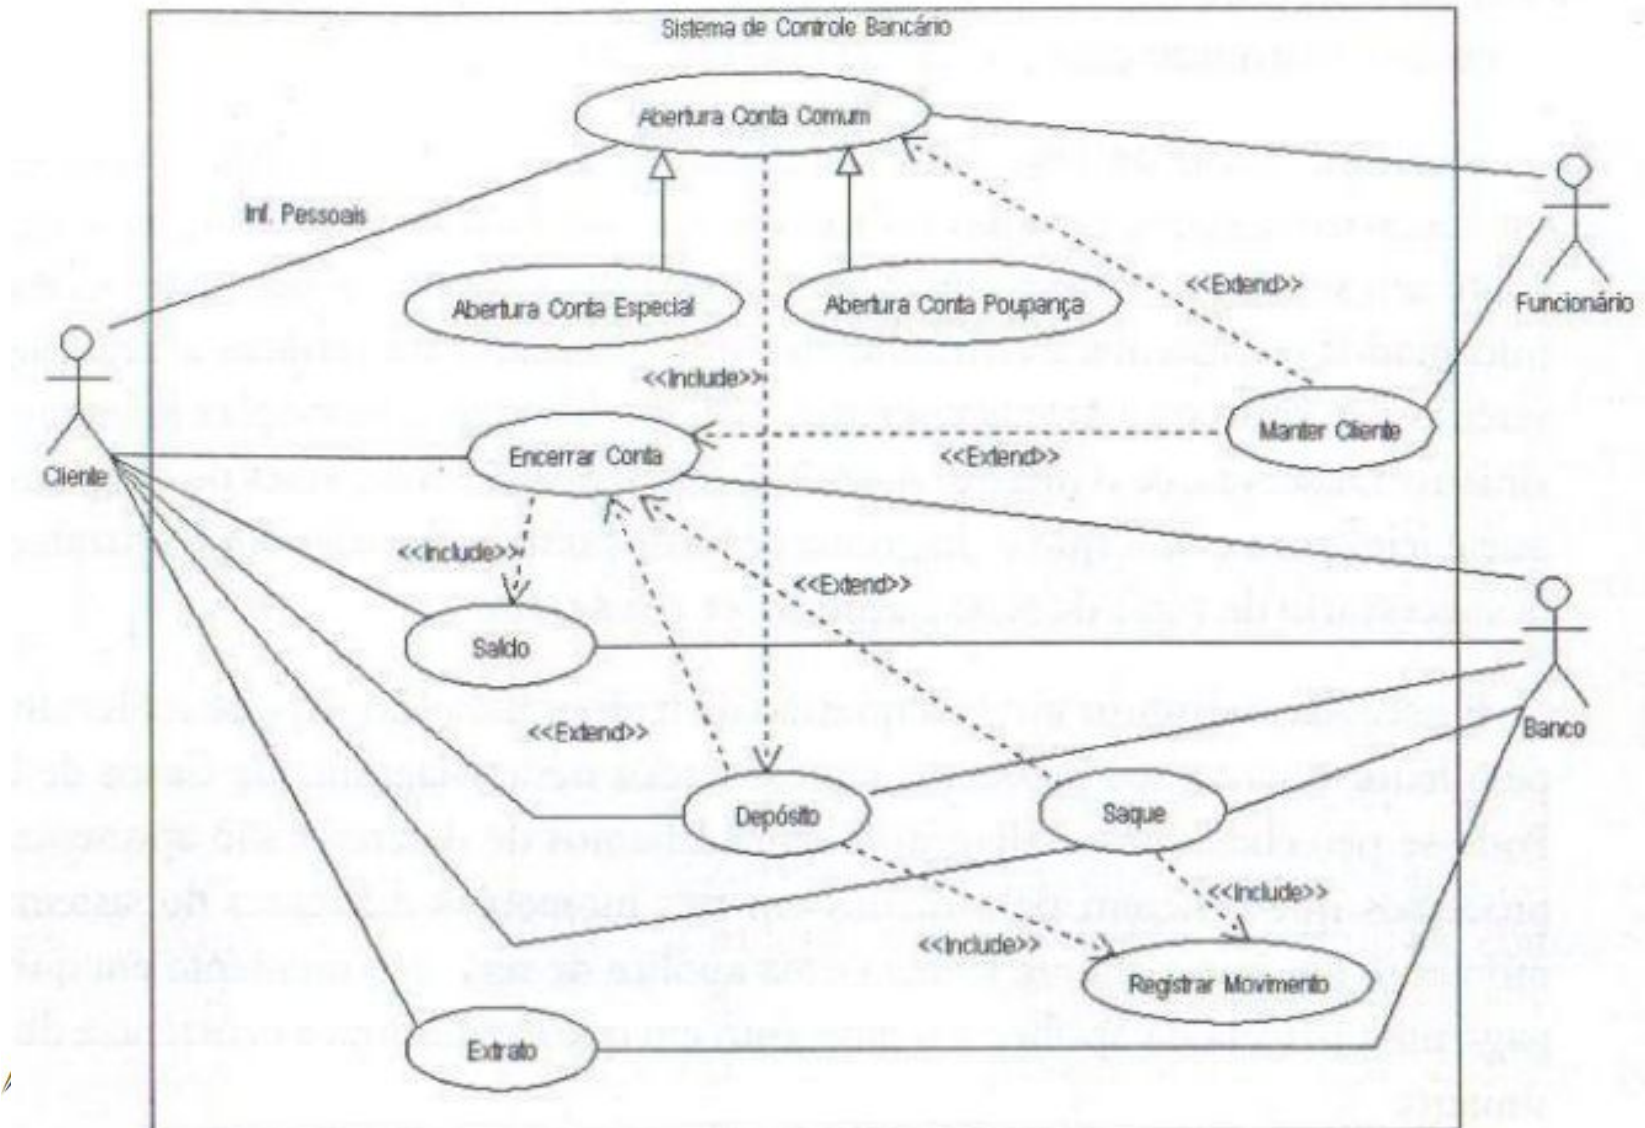 Sistema de Controle Bancário
Abertura Conta Comum
Inf. Pessoais
Abertura Conta Especial
Abertura Conta Poupança
<<Extend>>
Funcionário
<<Include>>
Cliente
Encerrar Conta
<<Extend>>
Manter Cliente
<<Include>>
<<Extend>>
Saldo
<<Extend>>
Banco
Depósito
Saque
<<Include>>
<<Include>>
Registrar Movimento
Extrato